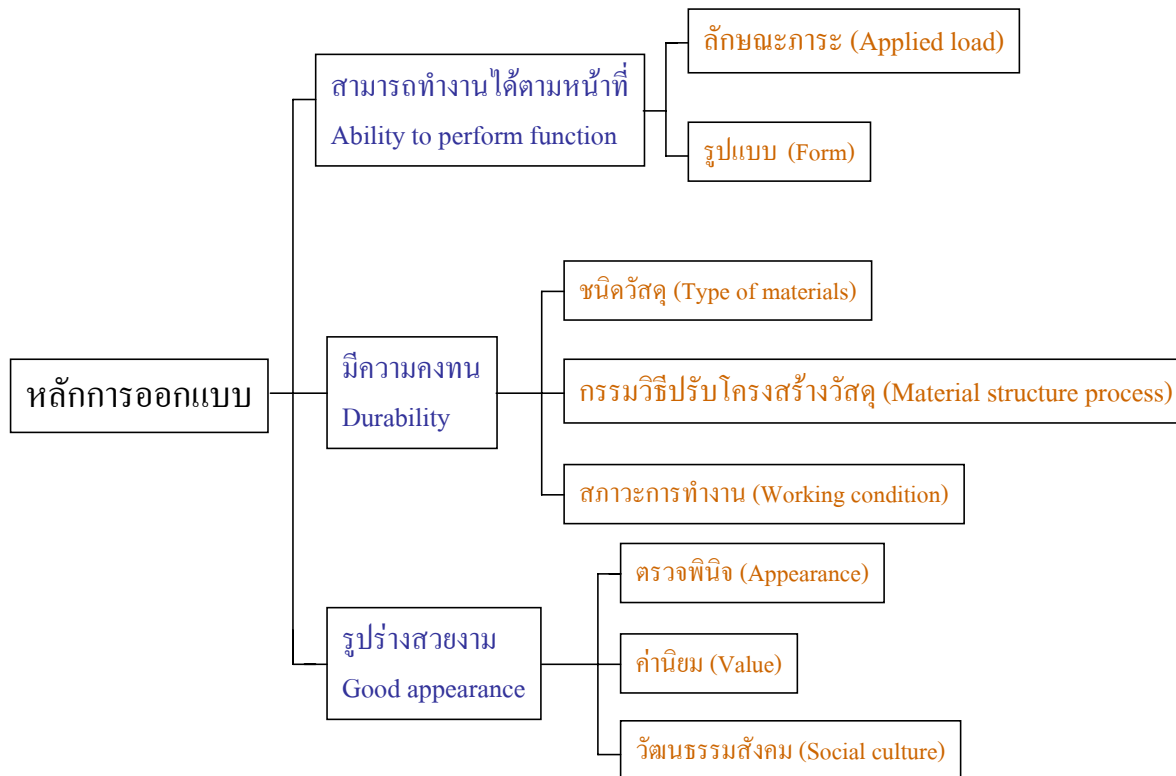 หลักการออกแบบ
สามารถทำงานได้ตามหน้าที่
Ability to perform function
ลักษณะภาระ (Applied load)
รูปแบบ (Form)
มีความคงทน
Durability
ชนิดวัสดุ (Type of materials)
กรรมวิธีปรับโครงสร้างวัสดุ (Material structure process)
สภาวะการทำงาน (Working condition)
รูปร่างสวยงาม
Good appearance
ตรวจพินิจ (Appearance)
ค่านิยม (Value)
วัฒนธรรมสังคม (Social culture)